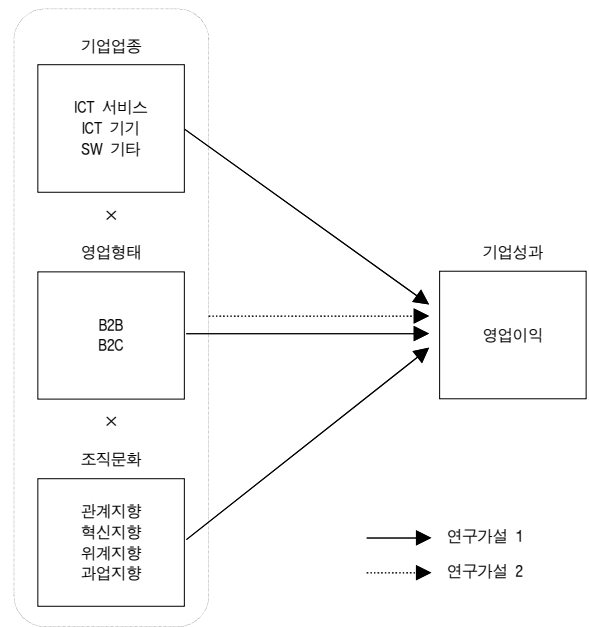 기업업종
ICT 서비스
ICT 기기
SW 기타
×
영업형태
B2B
B2C
×
조직문화
관계지향
혁신지향
위계지향
과업지향
기업성과
영업이익
연구가설 1
연구가설 2